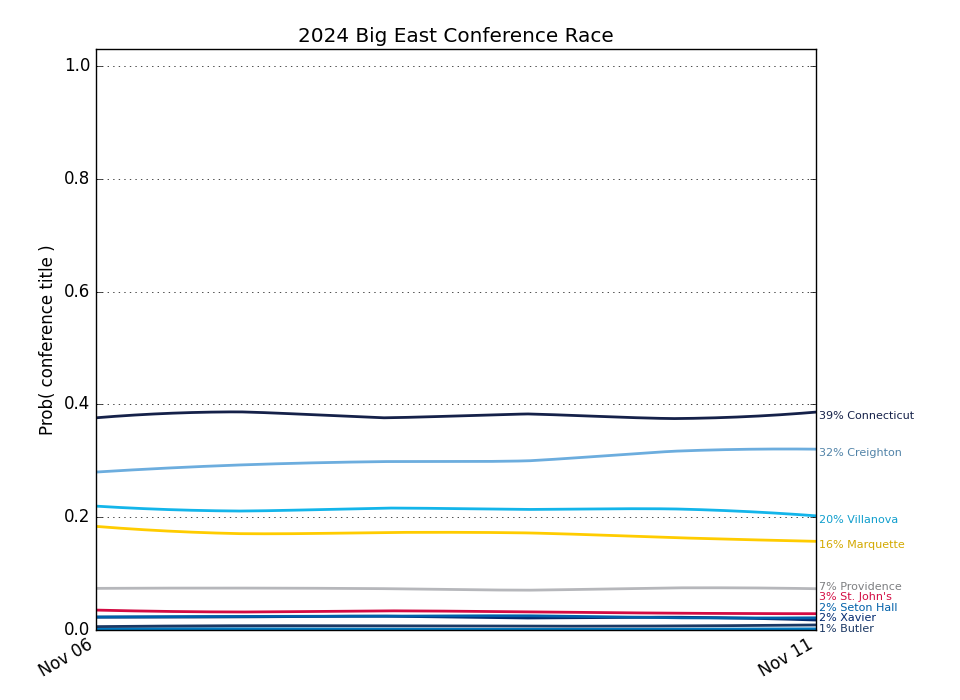 2024 Big East Conference Race
1.0
0.8
0.6
0.4
0.2
0.0
Prob( conference title )
39% Connecticut
32% Creighton
20% Villanova
16% Marquette
7% Providence
3% St. John's
2% Seton Hall
2% Xavier
1% Butler
Nov 06
Nov 11